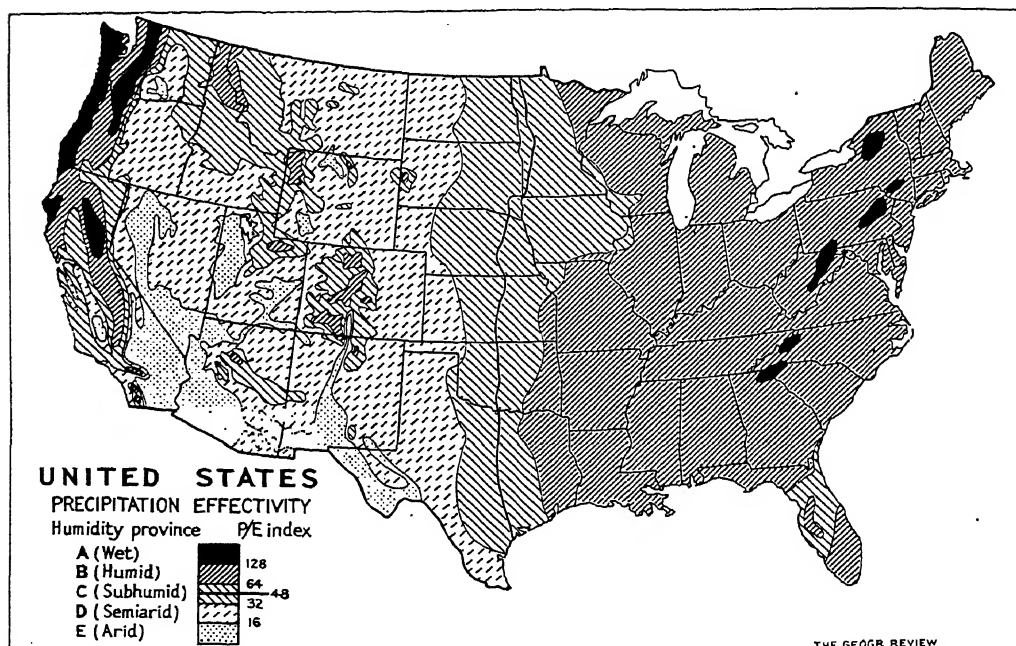 UNITED STATES
PRECIPITATION EFFECTIVITY
Humidity province P/E index
A (Wet)
128
B (Humid)
64
C (Subhumid)
48
32
D (Semiarid)
16
E (Arid)
THE GEOGR. REVIEW